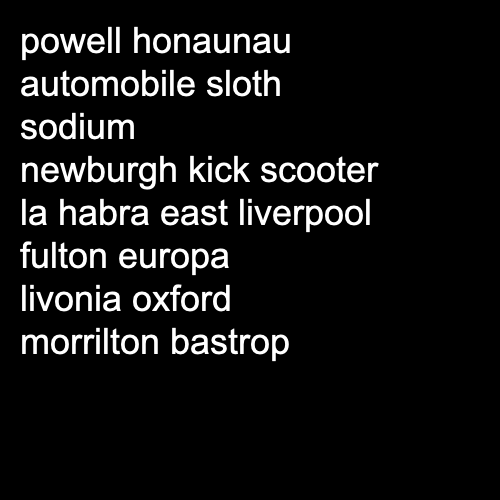 powell honaunau
automobile sloth
sodium
newburgh kick scooter
la habra east liverpool
fulton europa
livonia oxford
morrilton bastrop